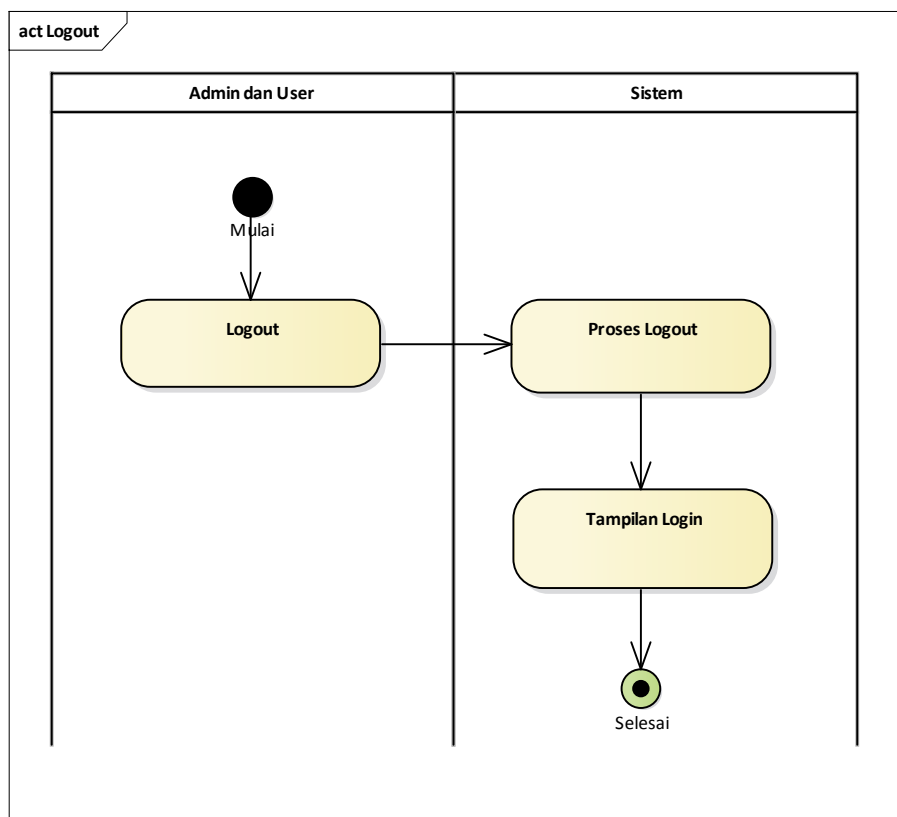 act Logout
Admin dan User
Sistem
Mulai
Logout
Proses Logout
Tampilan Login
Selesai